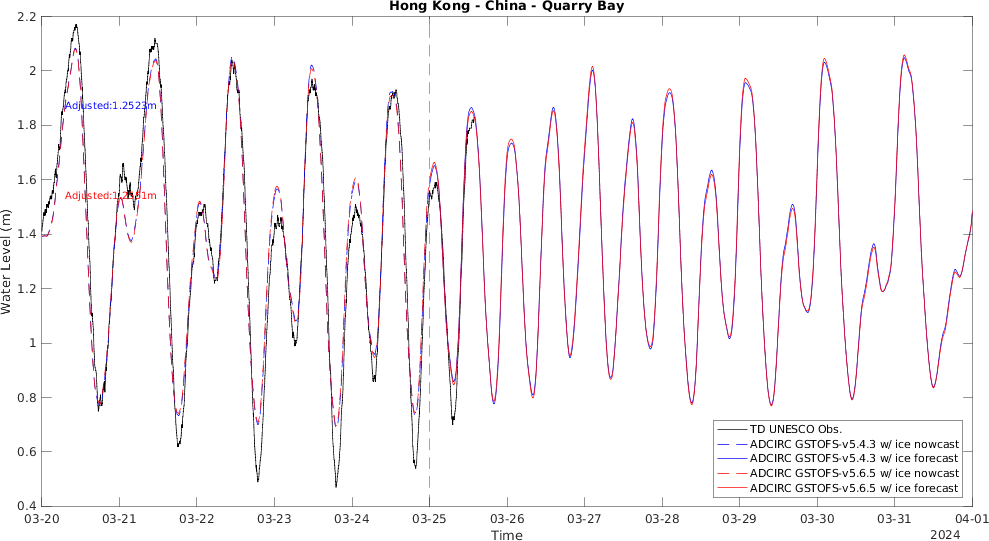 Hong Kong - China - Quarry Bay
2.2
2
1.8
1.6
1.4
1.2
1
0.8
0.6
0.4
Water Level (m)
Adjusted:1.2523m
TD UNESCO Obs.
ADCIRC GSTOFS-v5.4.3 w/ ice nowcast
ADCIRC GSTOFS-v5.4.3 w/ ice forecast
ADCIRC GSTOFS-v5.6.5 w/ ice nowcast
ADCIRC GSTOFS-v5.6.5 w/ ice forecast
03-20 03-21 03-22 03-23 03-24 03-25 03-26 03-27 03-28 03-29 03-30 03-31 04-01
Time
2024